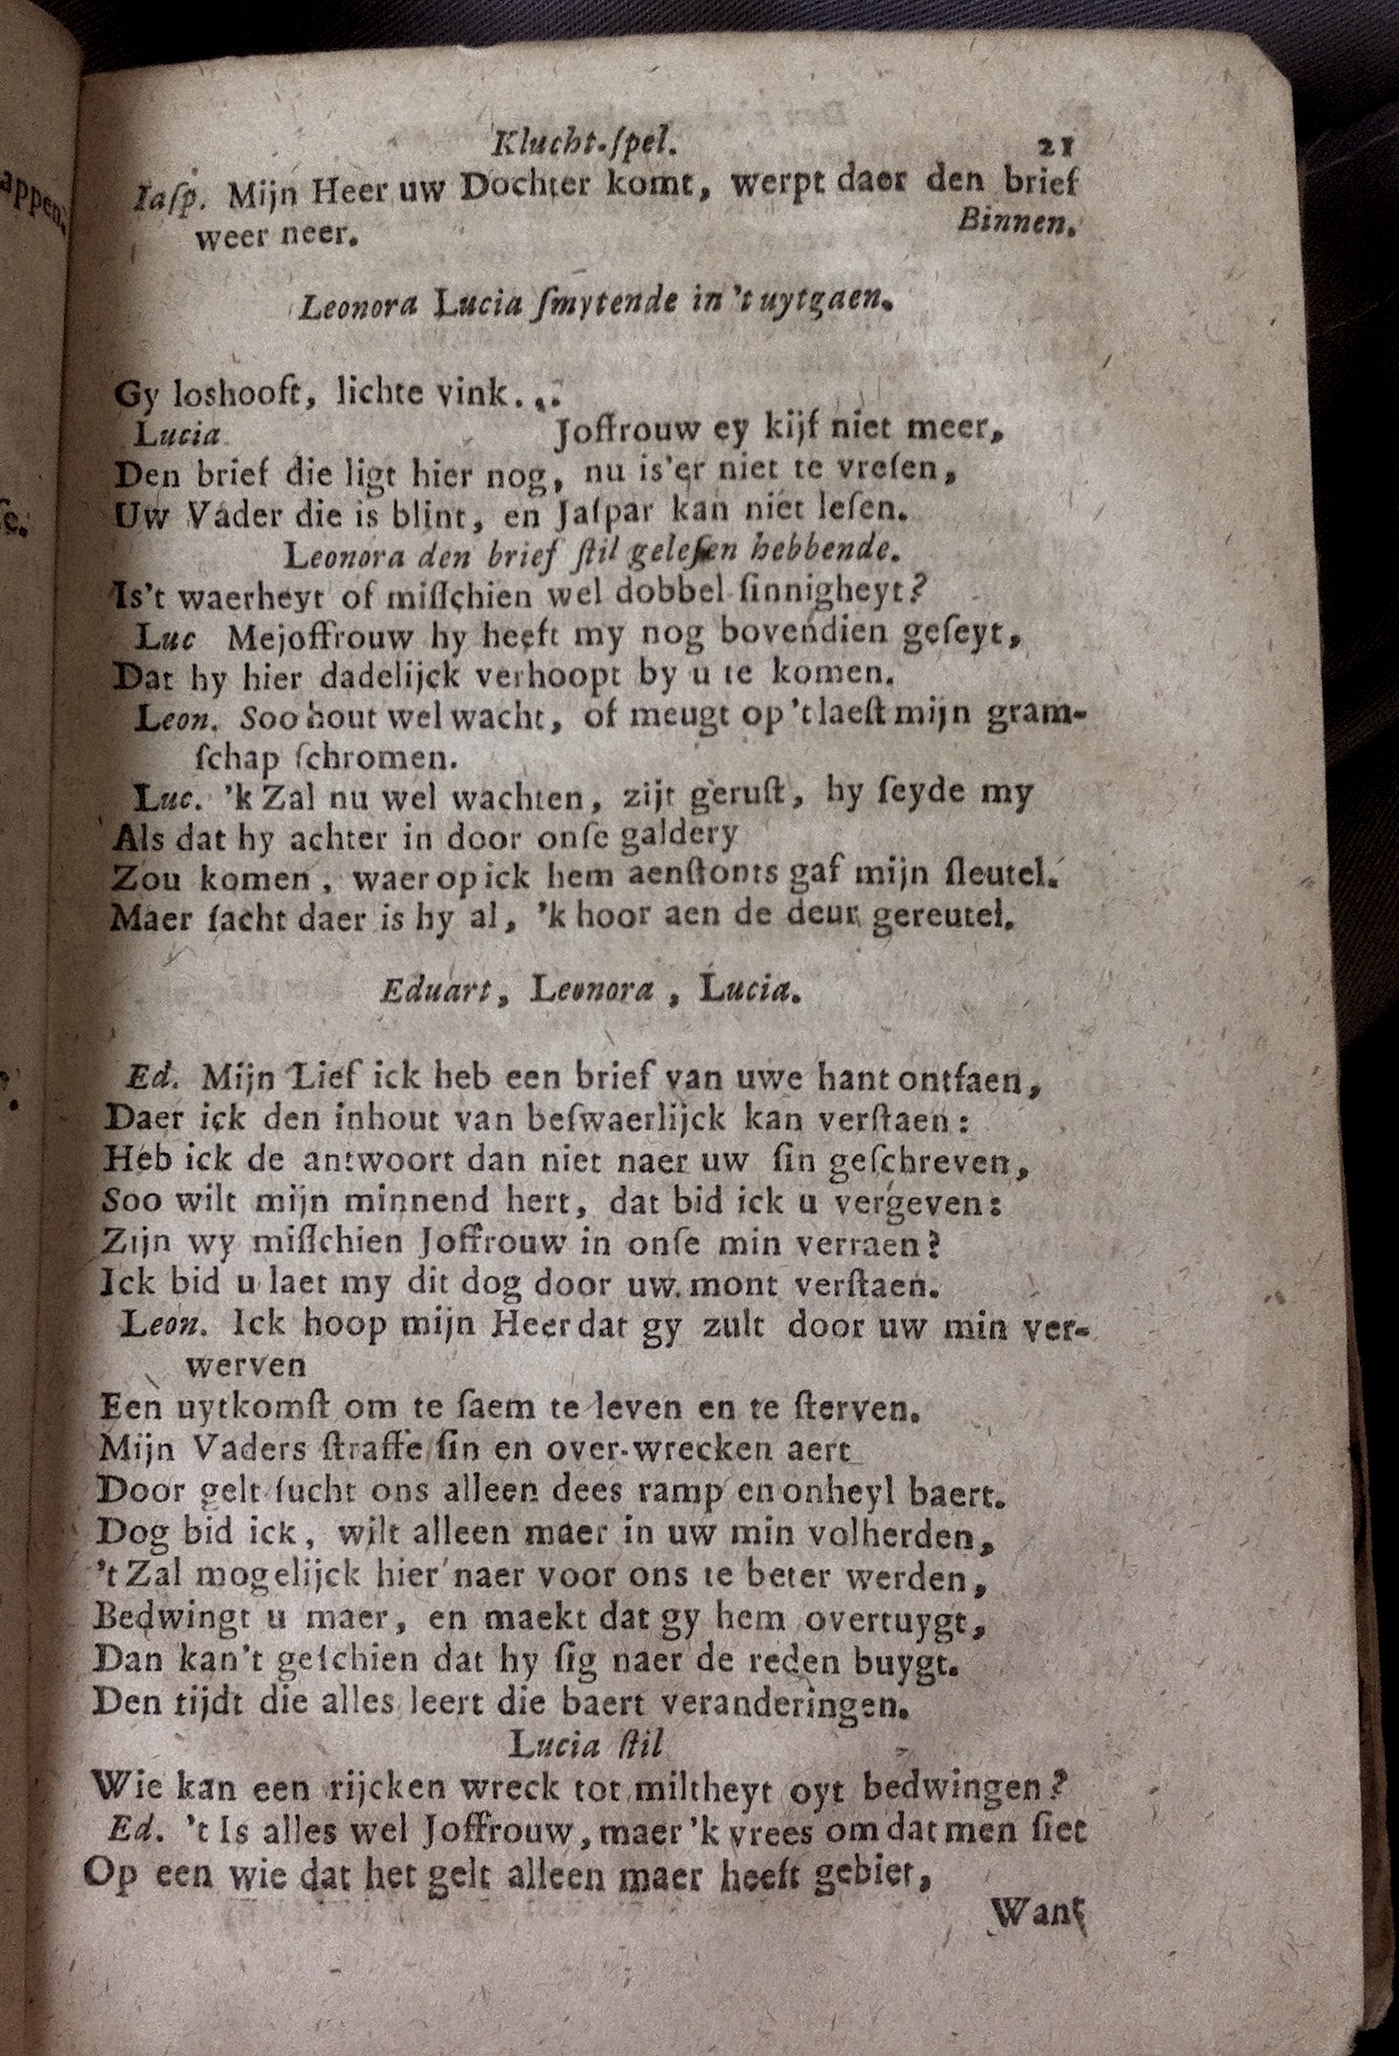 Klucht-ſpel. 21
Iaſp. Mijn Heer uw Dochter komt, werpt daer den brief
weer neer. Binnen.
Leonora Lucia ſmytende in 't uytgaen.
Gy loshooft, lichte vink...
Lucia Joffrouw ey kijf niet meer,
Den brief die ligt hier nog, nu is'er niet te vreſen,
Uw Vader die is blint, en Jaſpar kan niet leſen.
Leonora den brief ſtil geleſen hebbende.
Is't waerheyt of miſſchien wel dobbel ſinnigheyt?
Luc Mejoffrouw hy heeft my nog bovendien geſeyt,
Dat hy hier dadelijck verhoopt by u te komen.
Leon. Soo hout wel wacht, of meugt op 't laeſt mijn gram-
ſchap ſchromen.
Luc. 'k Zal nu wel wachten, zijt geruſt, hy ſeyde my
Als dat hy achter in door onſe galdery
Zou komen, waer op ick hem aenſtonts gaf mijn ſleutel.
Maer ſacht daer is hy al, 'k hoor aen de deur gereutel.
Eduart, Leonora, Lucia.
Ed. Mijn Lief ick heb een brief van uwe hant ontfaen,
Daer ick den inhout van beſwaerlijck kan verſtaen:
Heb ick de antwoort dan niet naer uw ſin geſchreven,
Soo wilt mijn minnend hert, dat bid ick u vergeven:
Zijn wy miſſchien Joffrouw in onſe min verraen?
Ick bid u laet my dit dog door uw mont verſtaen.
Leon. Ick hoop mijn Heer dat gy zult door uw min ver-
werven
Een uytkomſt om te ſaem te leven en te ſterven.
Mijn Vaders ſtraffe ſin en over-wrecken aert
Door gelt ſucht ons alleen dees ramp en onheyl baert.
Dog bid ick, wilt alleen maer in uw min volherden,
't Zal mogelijck hier naer voor ons te beter werden,
Bedwingt u maer, en maekt dat gy hem overtuygt,
Dan kan't geſchien dat hy ſig naer de reden buygt.
Den tijdt die alles leert die baert veranderingen.
Lucia ſtil
Wie kan een rijcken wreck tot miltheyt oyt bedwingen?
Ed. 't Is alles wel Joffrouw, maer 'k vrees om dat men ſiet
Op een wie dat het gelt alleen maer heeft gebiet,
Want